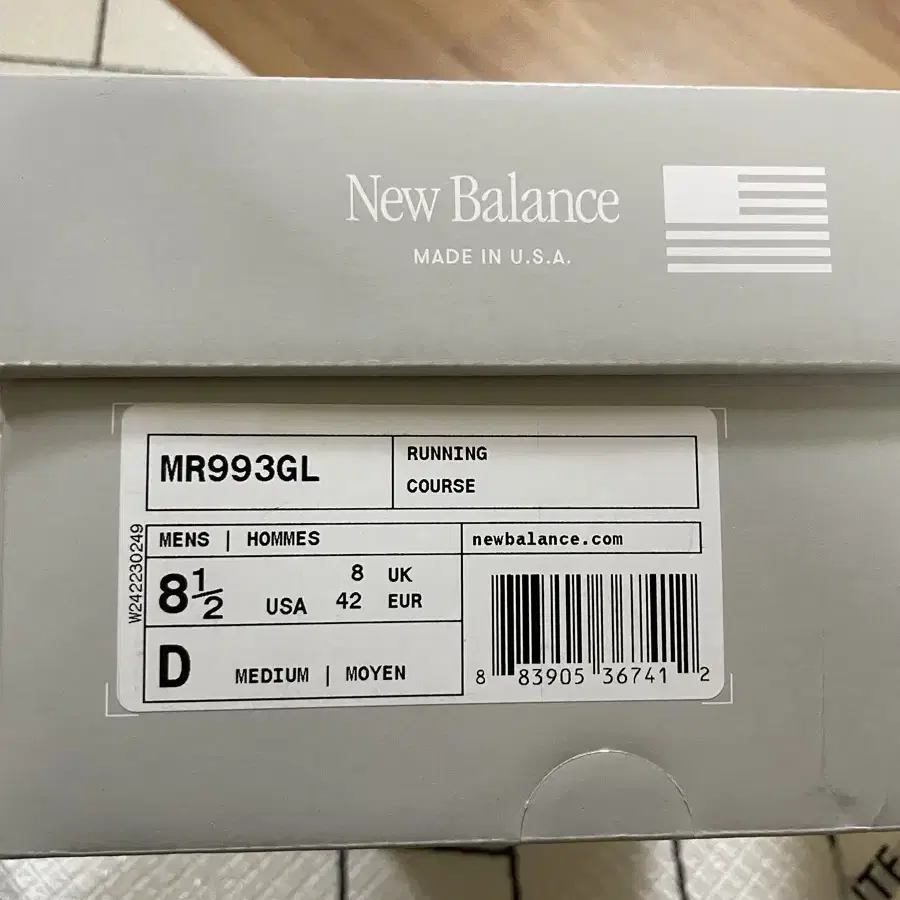 New Balance
MADE IN U.S.A.
MR993GL
RUNNING
COURSE
W242230249
MENS | HOMMES
newbalance.com
8½ USA
8 UK
42 EUR
D MEDIUM | MOYEN
8 83905 36741 2
ITE